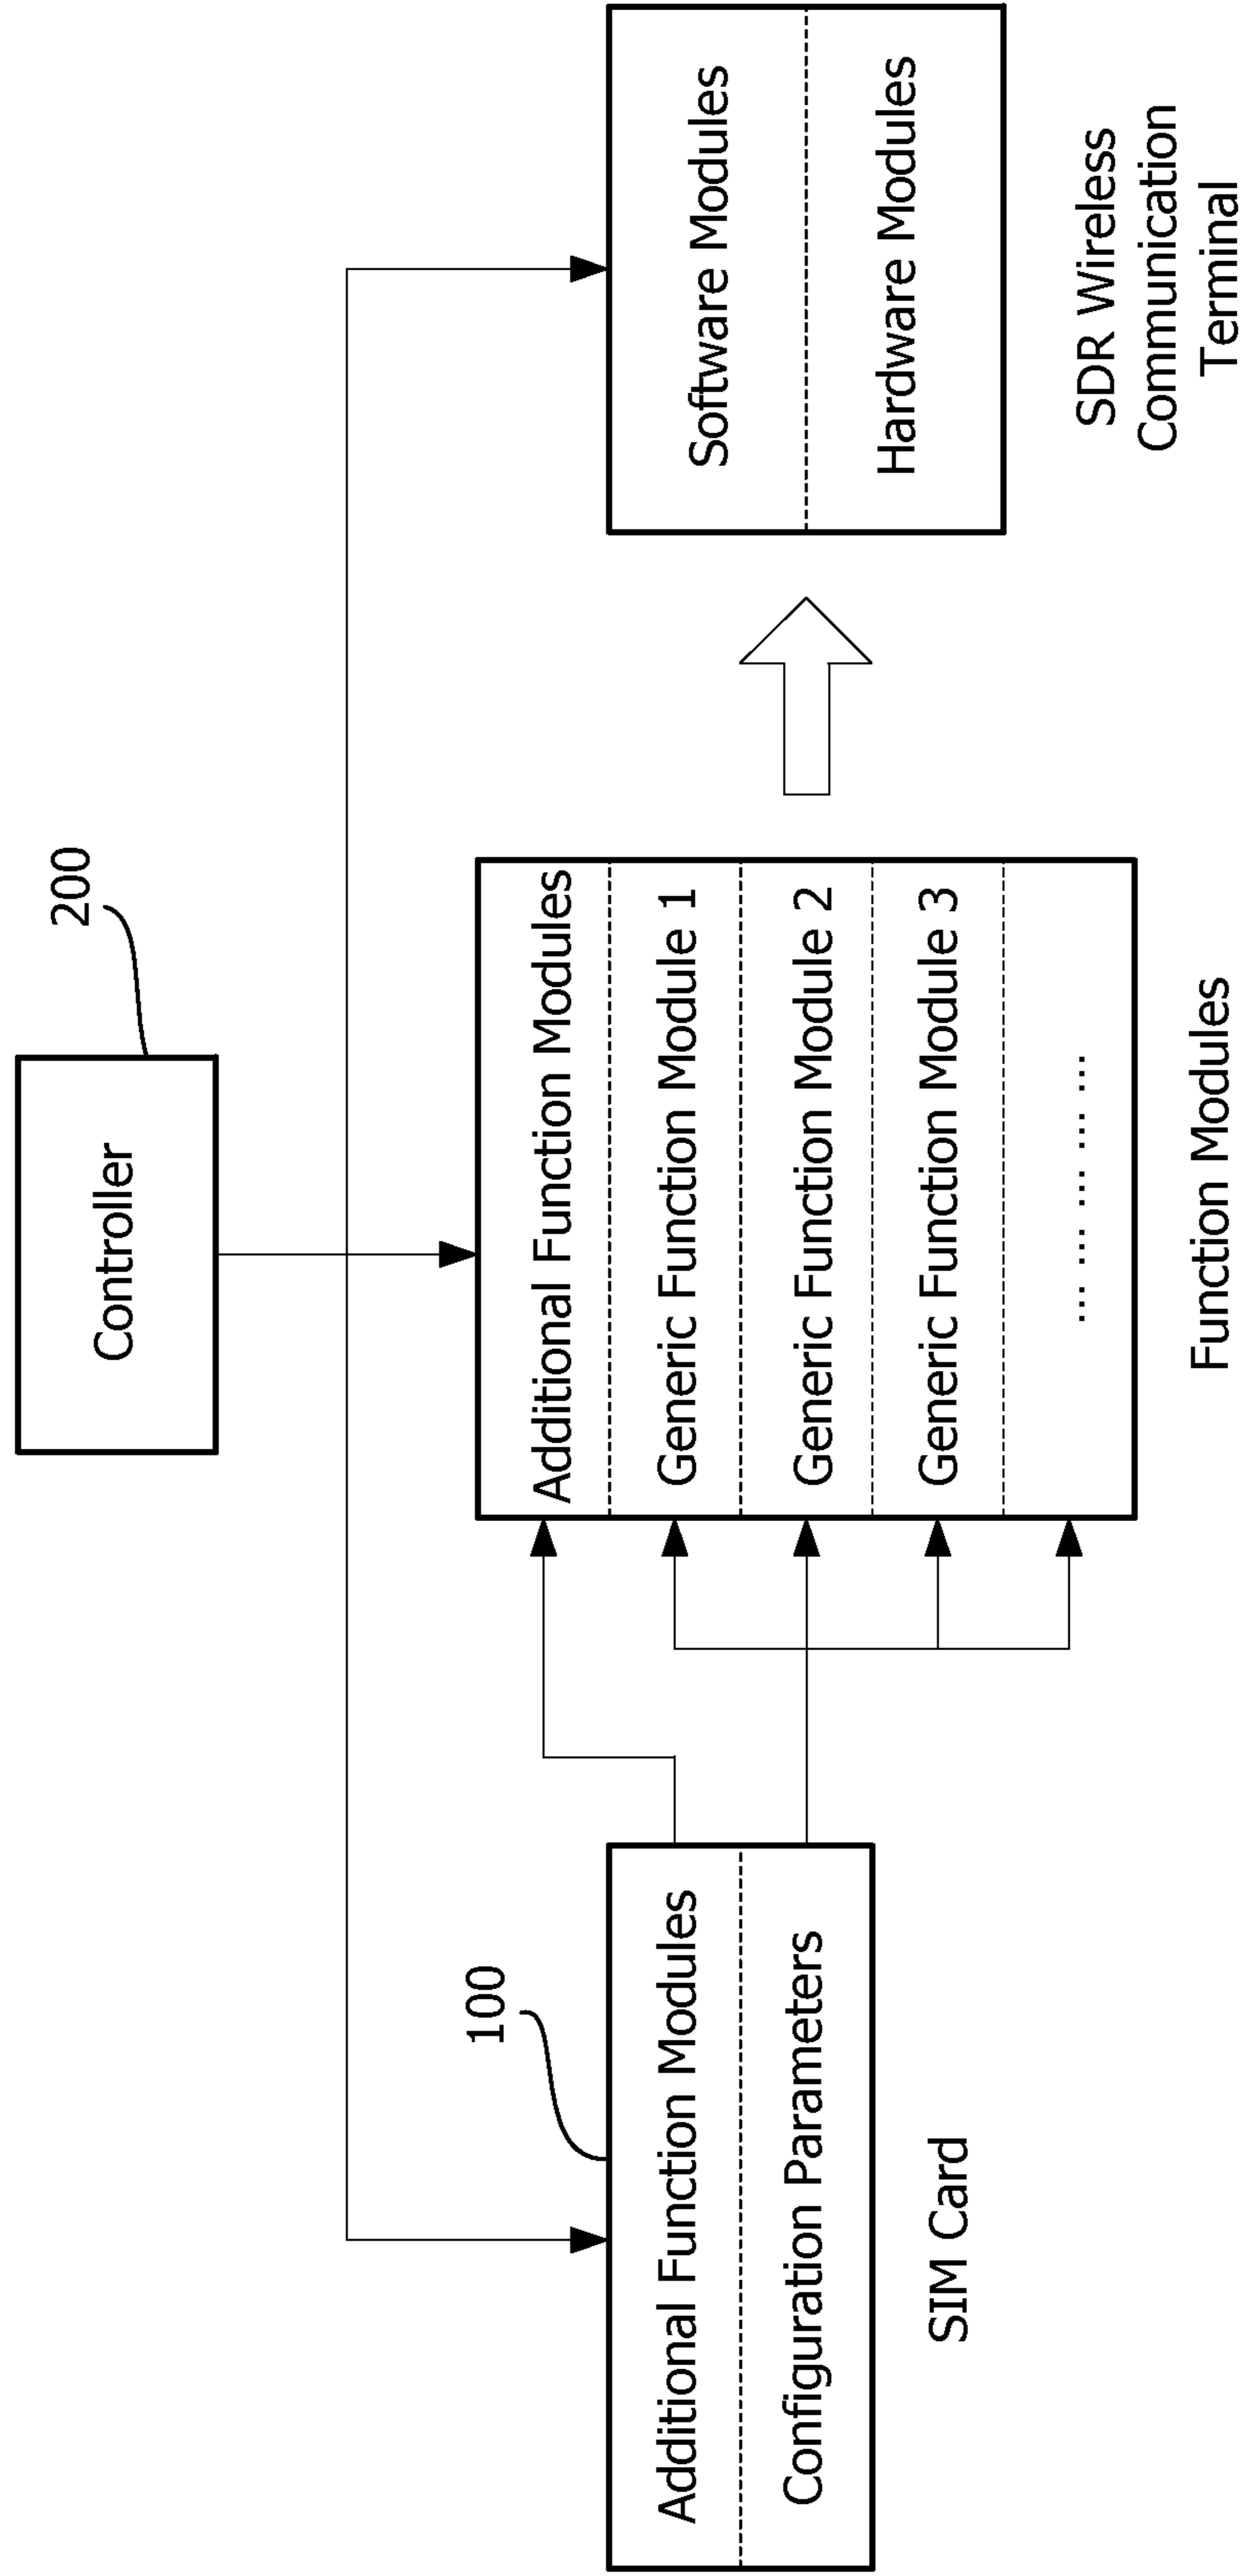 Controller
200
100
Additional Function Modules
Configuration Parameters
SIM Card
Additional Function Modules
Generic Function Module 1
Generic Function Module 2
Generic Function Module 3
... ... ... ... ...
Function Modules
Software Modules
Hardware Modules
SDR Wireless
Communication
Terminal